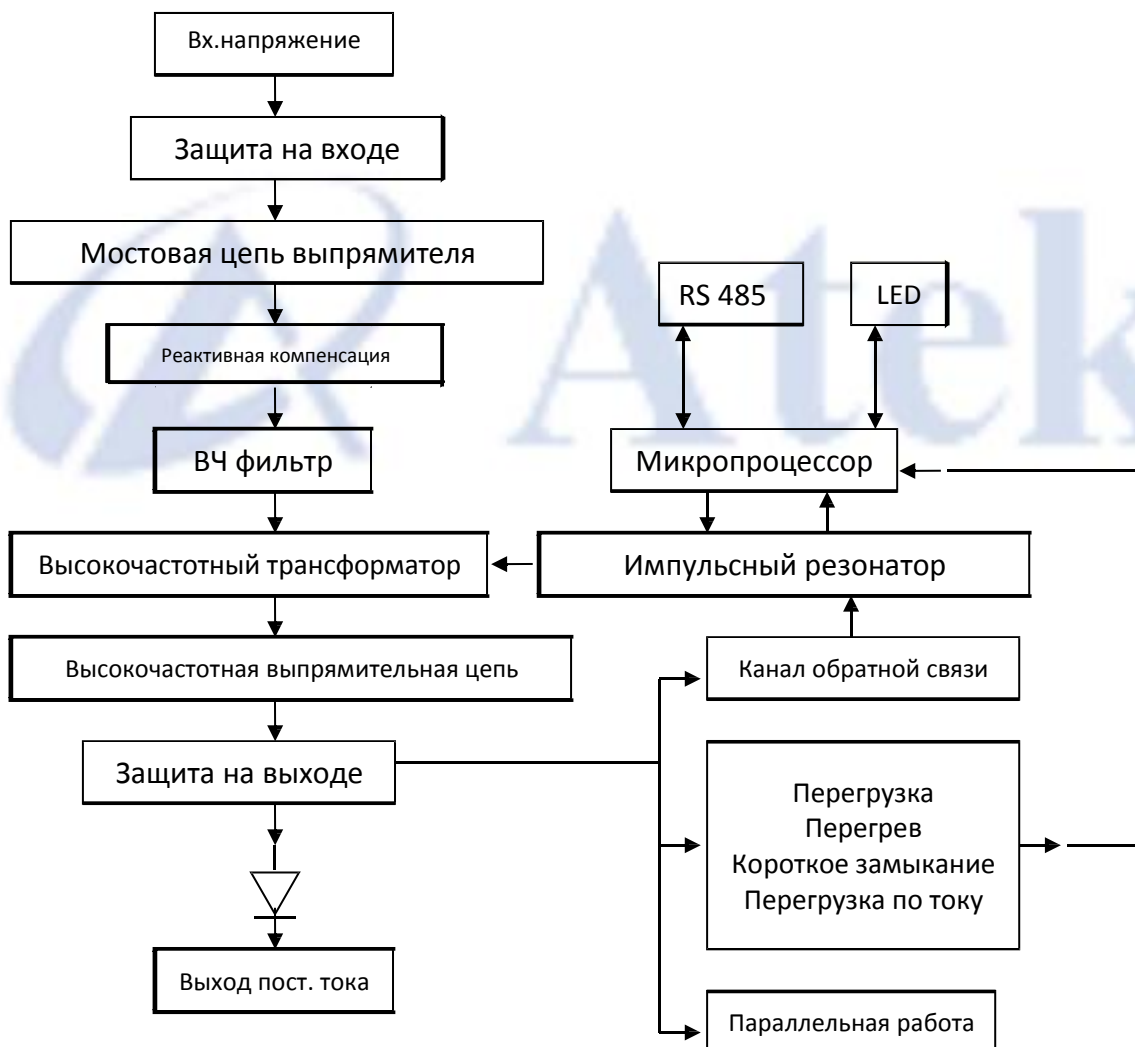 Вх.напряжение
Защита на входе
Мостовая цепь выпрямителя
Реактивная компенсация
ВЧ фильтр
Высокочастотный трансформатор
Высокочастотная выпрямительная цепь
Защита на выходе
Выход пост. тока
RS 485
LED
Микропроцессор
Импульсный резонатор
Канал обратной связи
Перегрузка
Перегрев
Короткое замыкание
Перегрузка по току
Параллельная работа
Atek